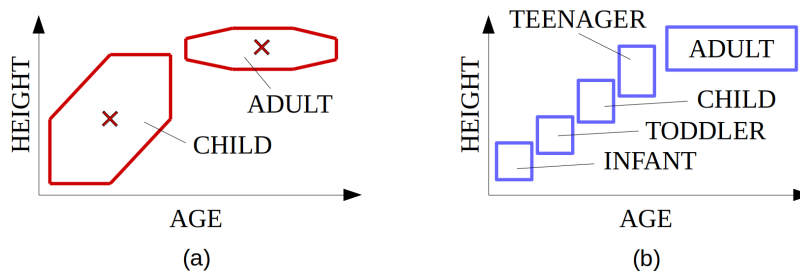 HEIGHT
ADULT
CHILD
AGE
(a)
HEIGHT
TEENAGER
ADULT
CHILD
TODDLER
INFANT
AGE
(b)